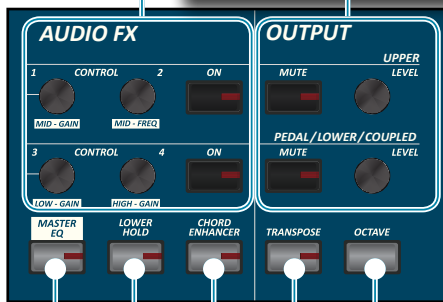 AUDIO FX
OUTPUT
UPPER
1 CONTROL 2 ON
MUTE LEVEL
MID - GAIN MID - FREQ
PEDAL/LOWER/COUPLED
3 CONTROL 4 ON
MUTE LEVEL
LOW - GAIN HIGH - GAIN
MASTER EQ
LOWER HOLD
CHORD ENHANCER
TRANSPOSE
OCTAVE